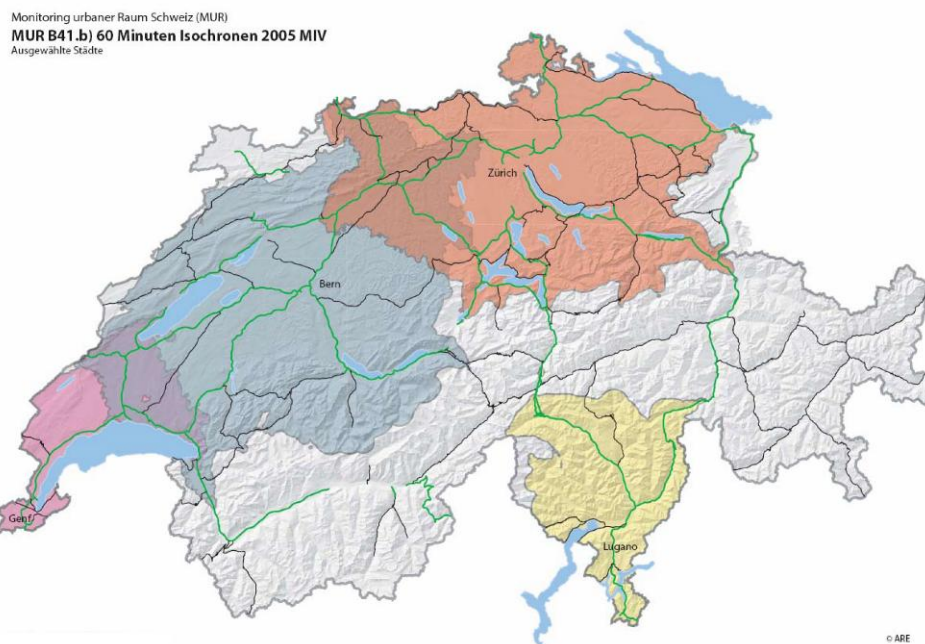 Monitoring urbaner Raum Schweiz (MUR)
MUR B41.b) 60 Minuten Isochronen 2005 MIV
Ausgewählte Städte
Zürich
Bern
Genf
Lugano
© ARE